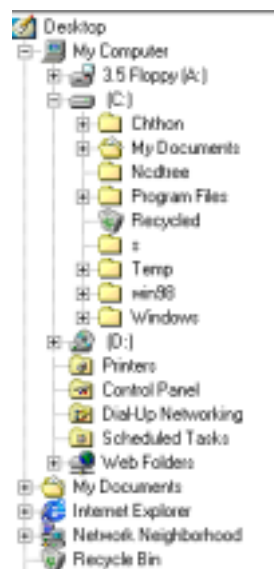 Desktop
My Computer
3.5 Floppy (A:)
(C:)
Chthon
My Documents
Ncdtree
Program Files
Recycled
s
Temp
win98
Windows
(D:)
Printers
Control Panel
Dial-Up Networking
Scheduled Tasks
Web Folders
My Documents
Internet Explorer
Network Neighborhood
Recycle Bin